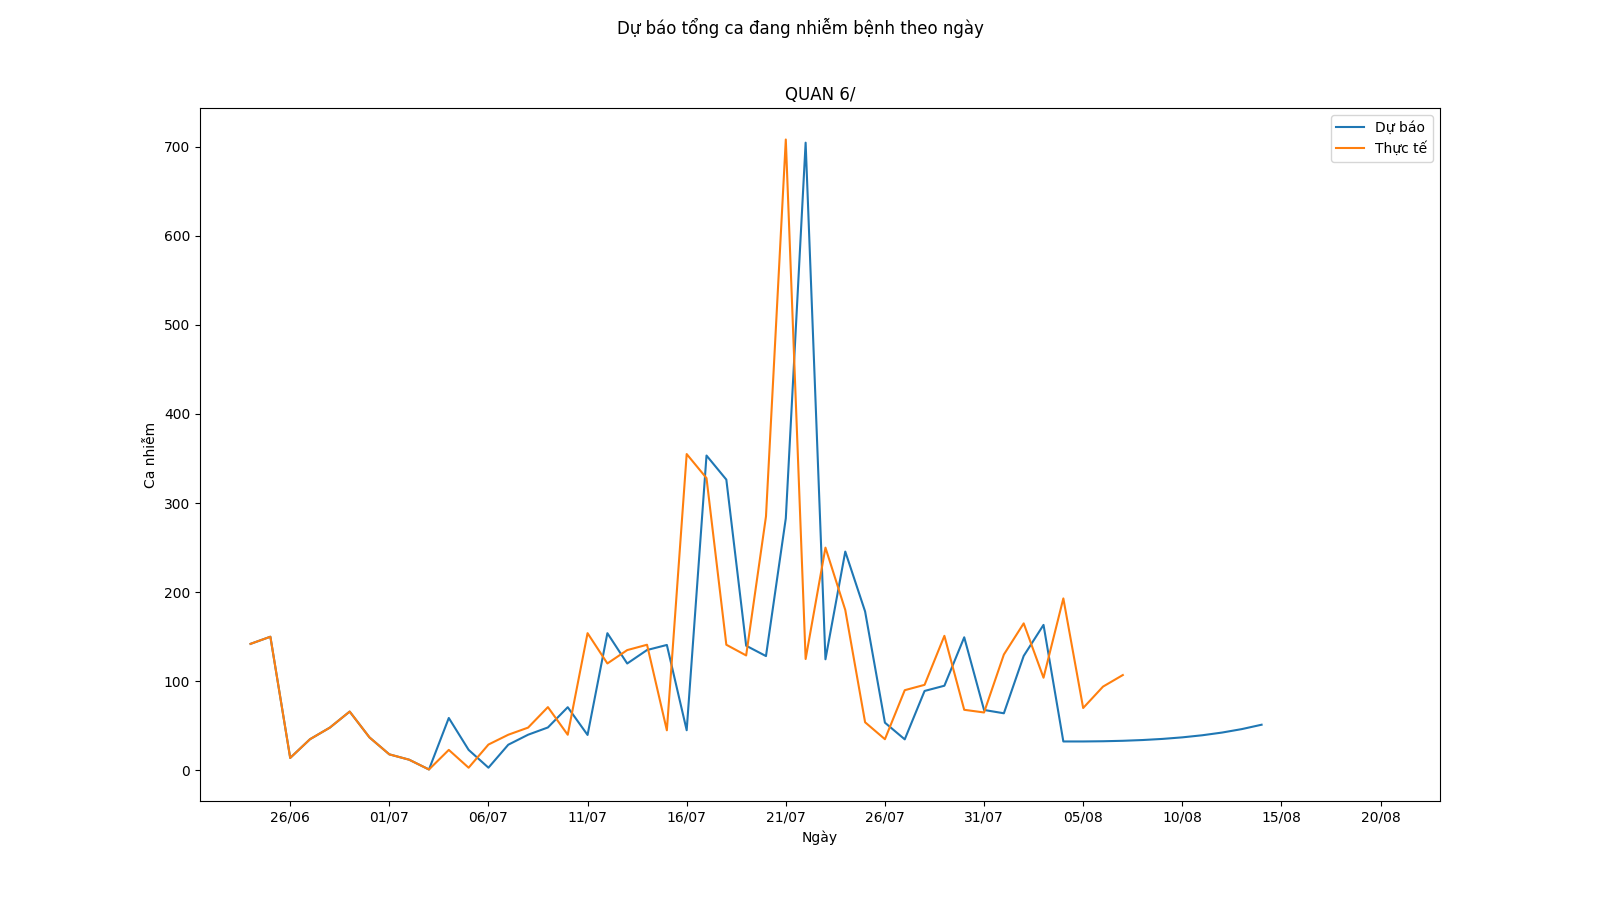 Dự báo tổng ca đang nhiễm bệnh theo ngày
QUAN 6/
Dự báo
Thực tế
700
600
500
400
300
200
100
0
Ca nhiễm
26/06 01/07 06/07 11/07 16/07 21/07 26/07 31/07 05/08 10/08 15/08 20/08
Ngày